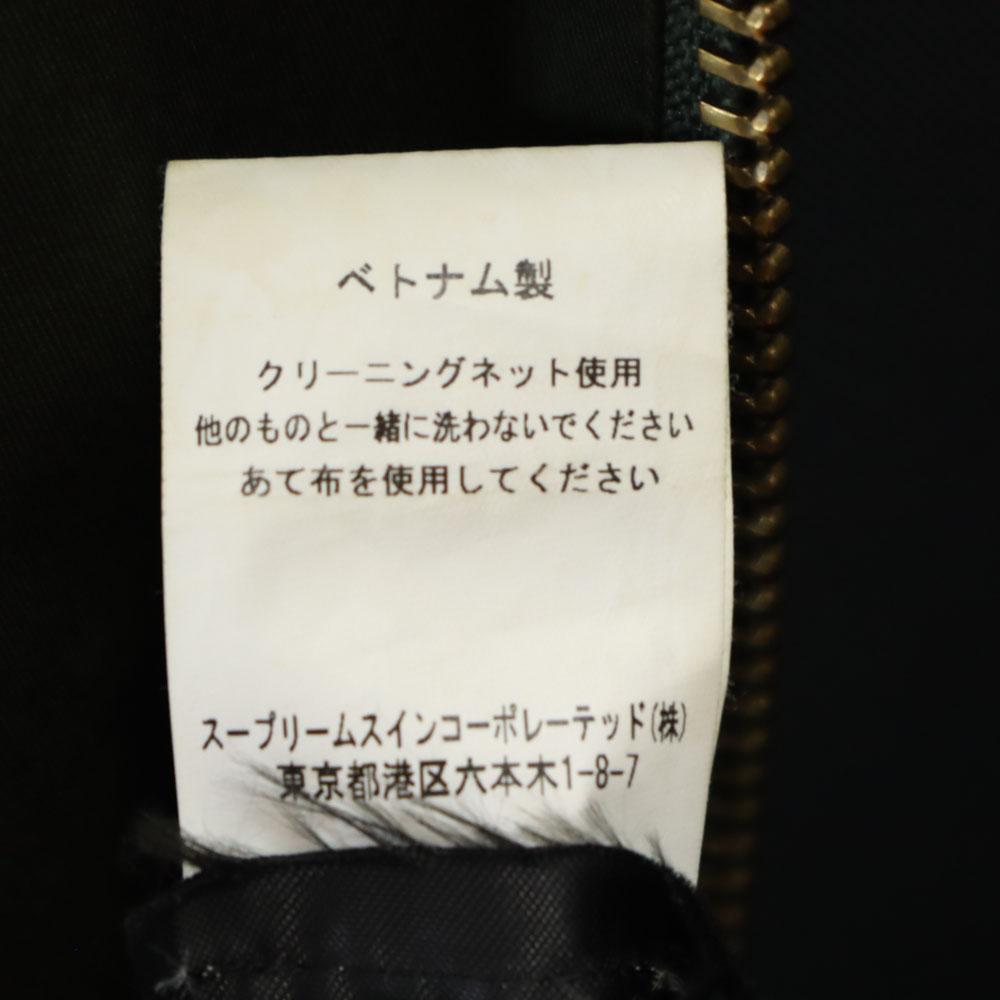 ベトナム製
クリーニングネット使用
他のものと一緒に洗わないでください
あて布を使用してください
スープリームスインコーポレーテッド(株)
東京都港区六本木1-8-7